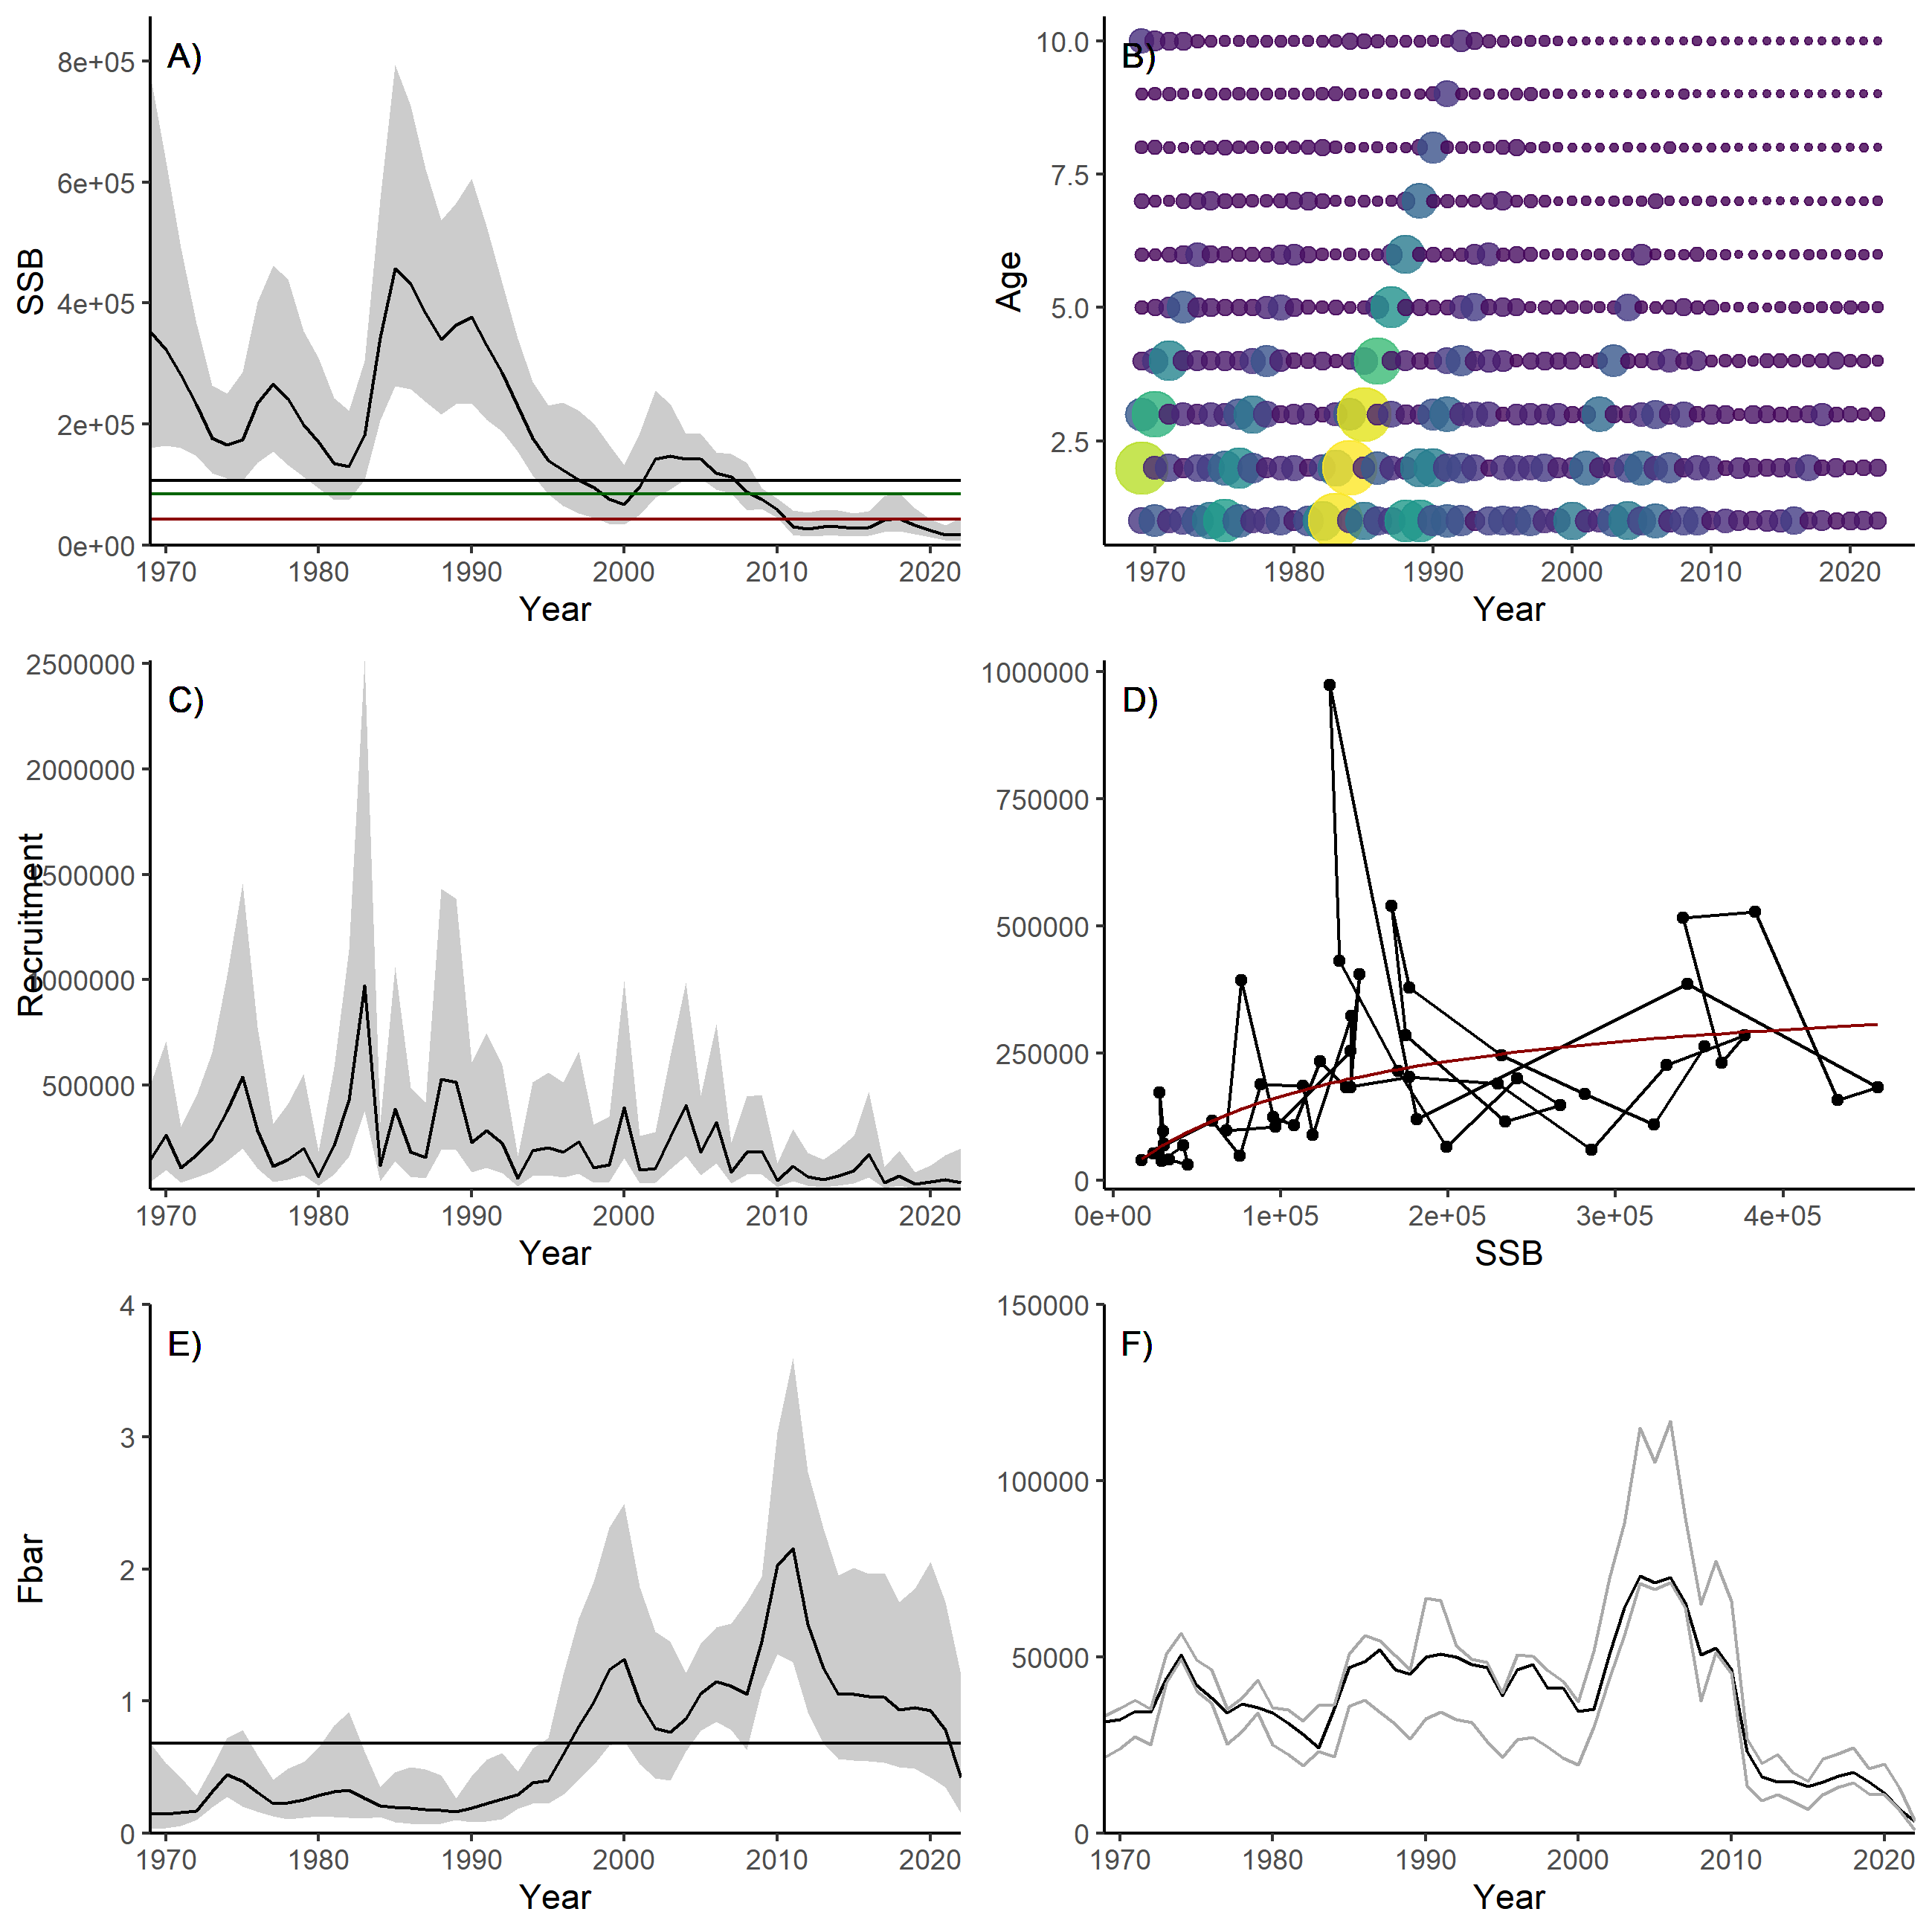 A)
SSB
8e+05
6e+05
4e+05
2e+05
0e+00
1970 1980 1990 2000 2010 2020
Year
B)
Age
10.0
7.5
5.0
2.5
1970 1980 1990 2000 2010 2020
Year
C)
Recruitment
2500000
2000000
1500000
1000000
500000
1970 1980 1990 2000 2010 2020
Year
D)
1000000
750000
500000
250000
0
0e+00 1e+05 2e+05 3e+05 4e+05
SSB
E)
Fbar
4
3
2
1
0
1970 1980 1990 2000 2010 2020
Year
F)
150000
100000
50000
0
1970 1980 1990 2000 2010 2020
Year